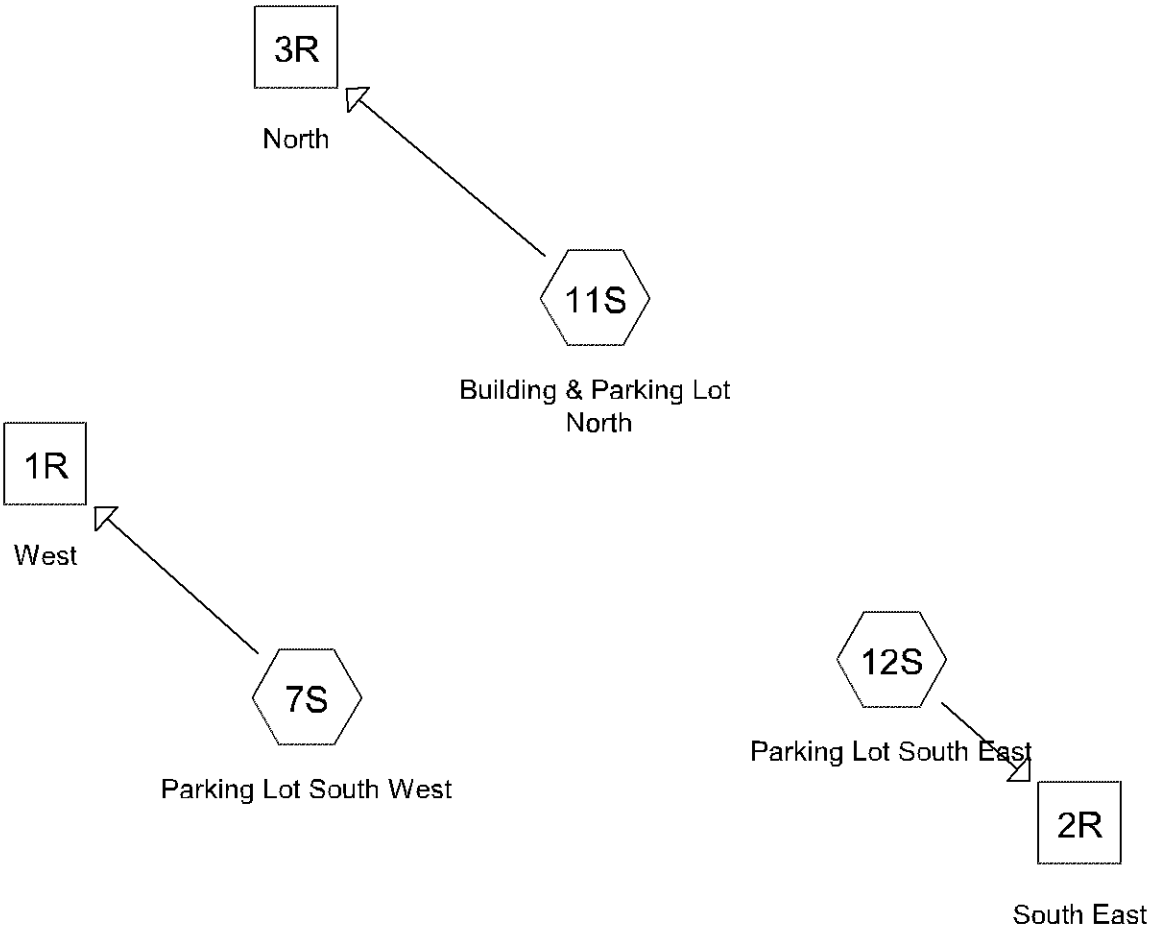 3R
North
11S
Building & Parking Lot
North
1R
West
7S
Parking Lot South West
12S
Parking Lot South East
2R
South East